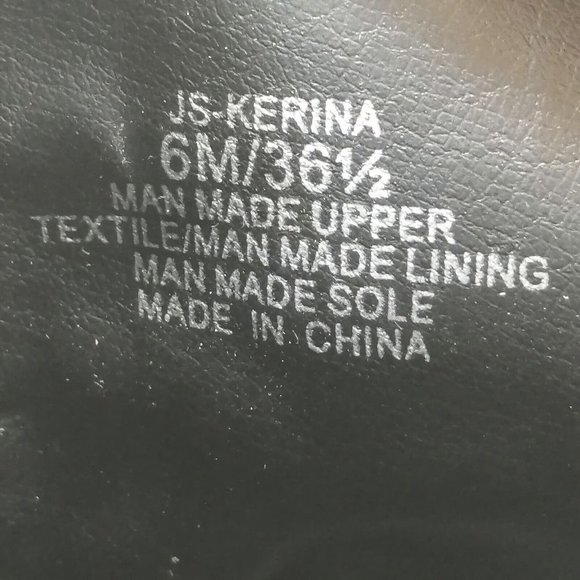 JS-KERINA
6M/36½
MAN MADE UPPER
TEXTILE/MAN MADE LINING
MAN MADE SOLE
MADE IN CHINA